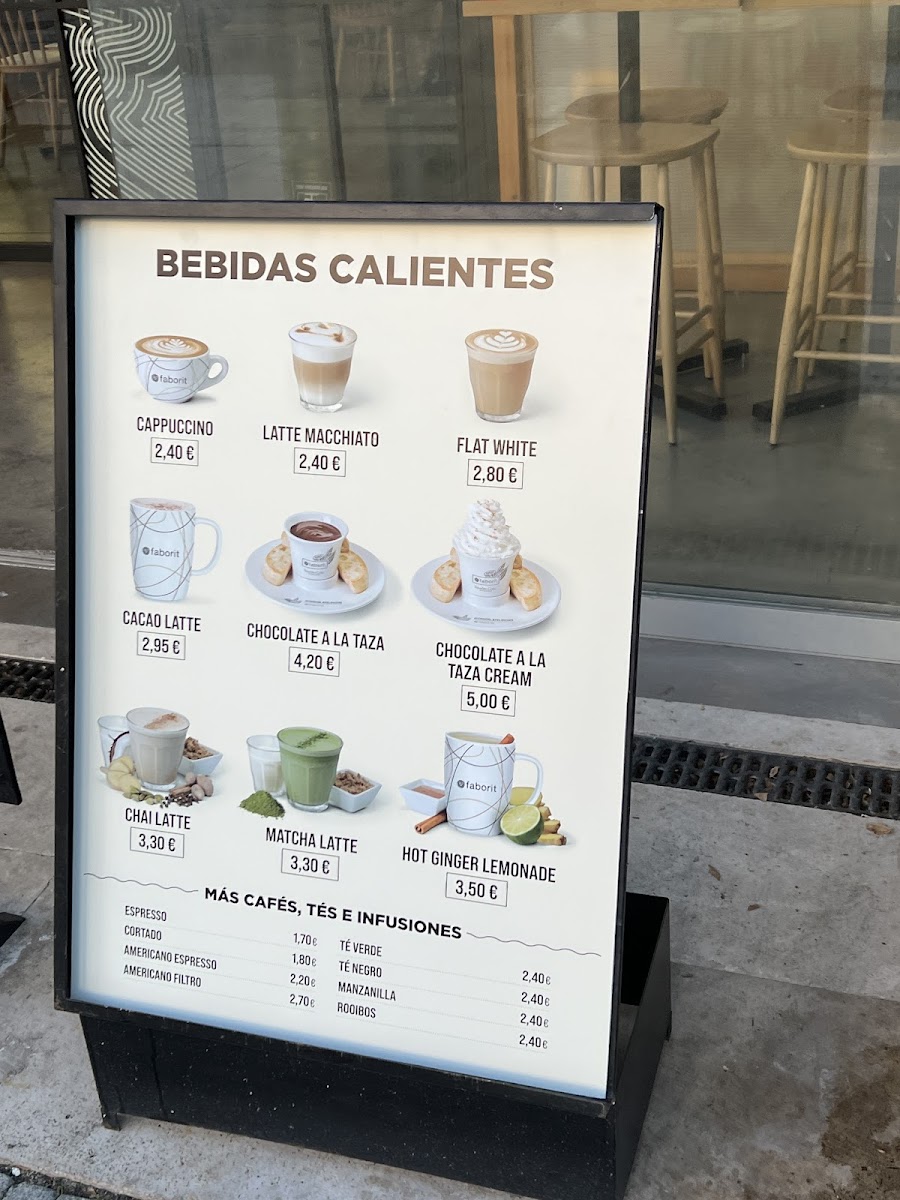 BEBIDAS CALIENTES
faborit
CAPPUCCINO
2,40 €
LATTE MACCHIATO
2,40 €
FLAT WHITE
2,80 €
faborit
CACAO LATTE
2,95 €
CHOCOLATE A LA TAZA
4,20 €
CHOCOLATE A LA
TAZA CREAM
5,00 €
CHAI LATTE
3,30 €
MATCHA LATTE
3,30 €
faborit
HOT GINGER LEMONADE
3,50 €
MÁS CAFÉS, TÉS E INFUSIONES
ESPRESSO 1,70€
CORTADO 1,80€
AMERICANO ESPRESSO 2,20€
AMERICANO FILTRO 2,70€
TÉ VERDE 2,40€
TÉ NEGRO 2,40€
MANZANILLA 2,40€
ROOIBOS 2,40€